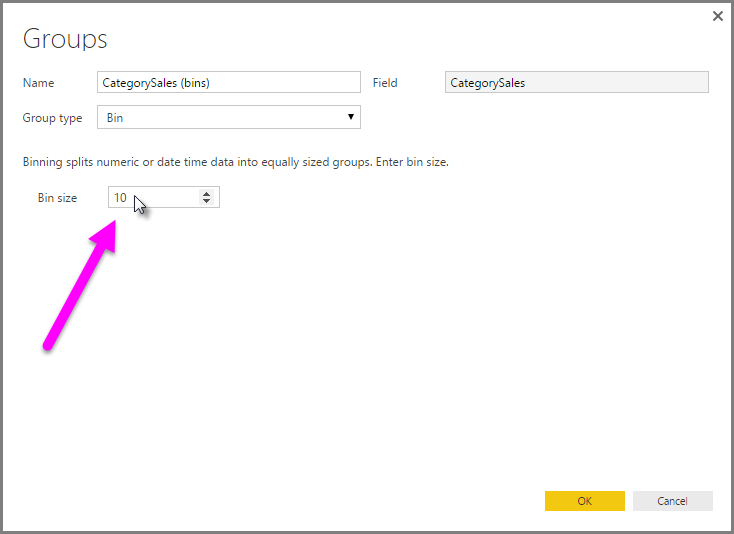 Groups
Name CategorySales (bins) Field CategorySales
Group type Bin
Binning splits numeric or date time data into equally sized groups. Enter bin size.
Bin size 10
OK Cancel